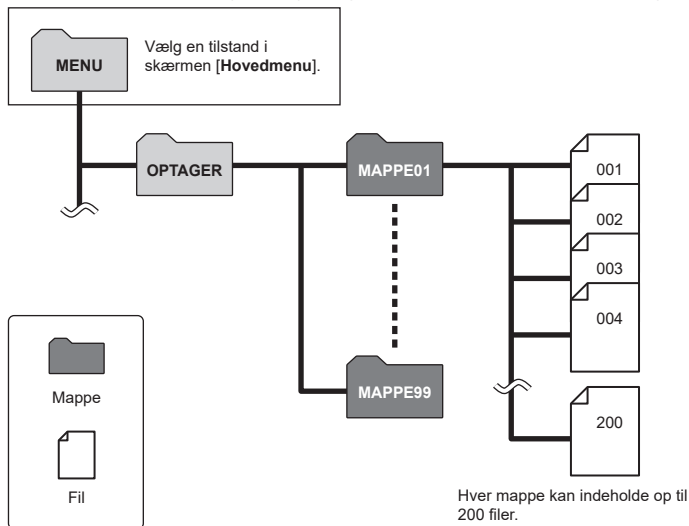 MENU
Vælg en tilstand i
skærmen [Hovedmenu].
OPTAGER
MAPPE01
001
002
003
004
MAPPE99
200
Mappe
Fil
Hver mappe kan indeholde op til
200 filer.